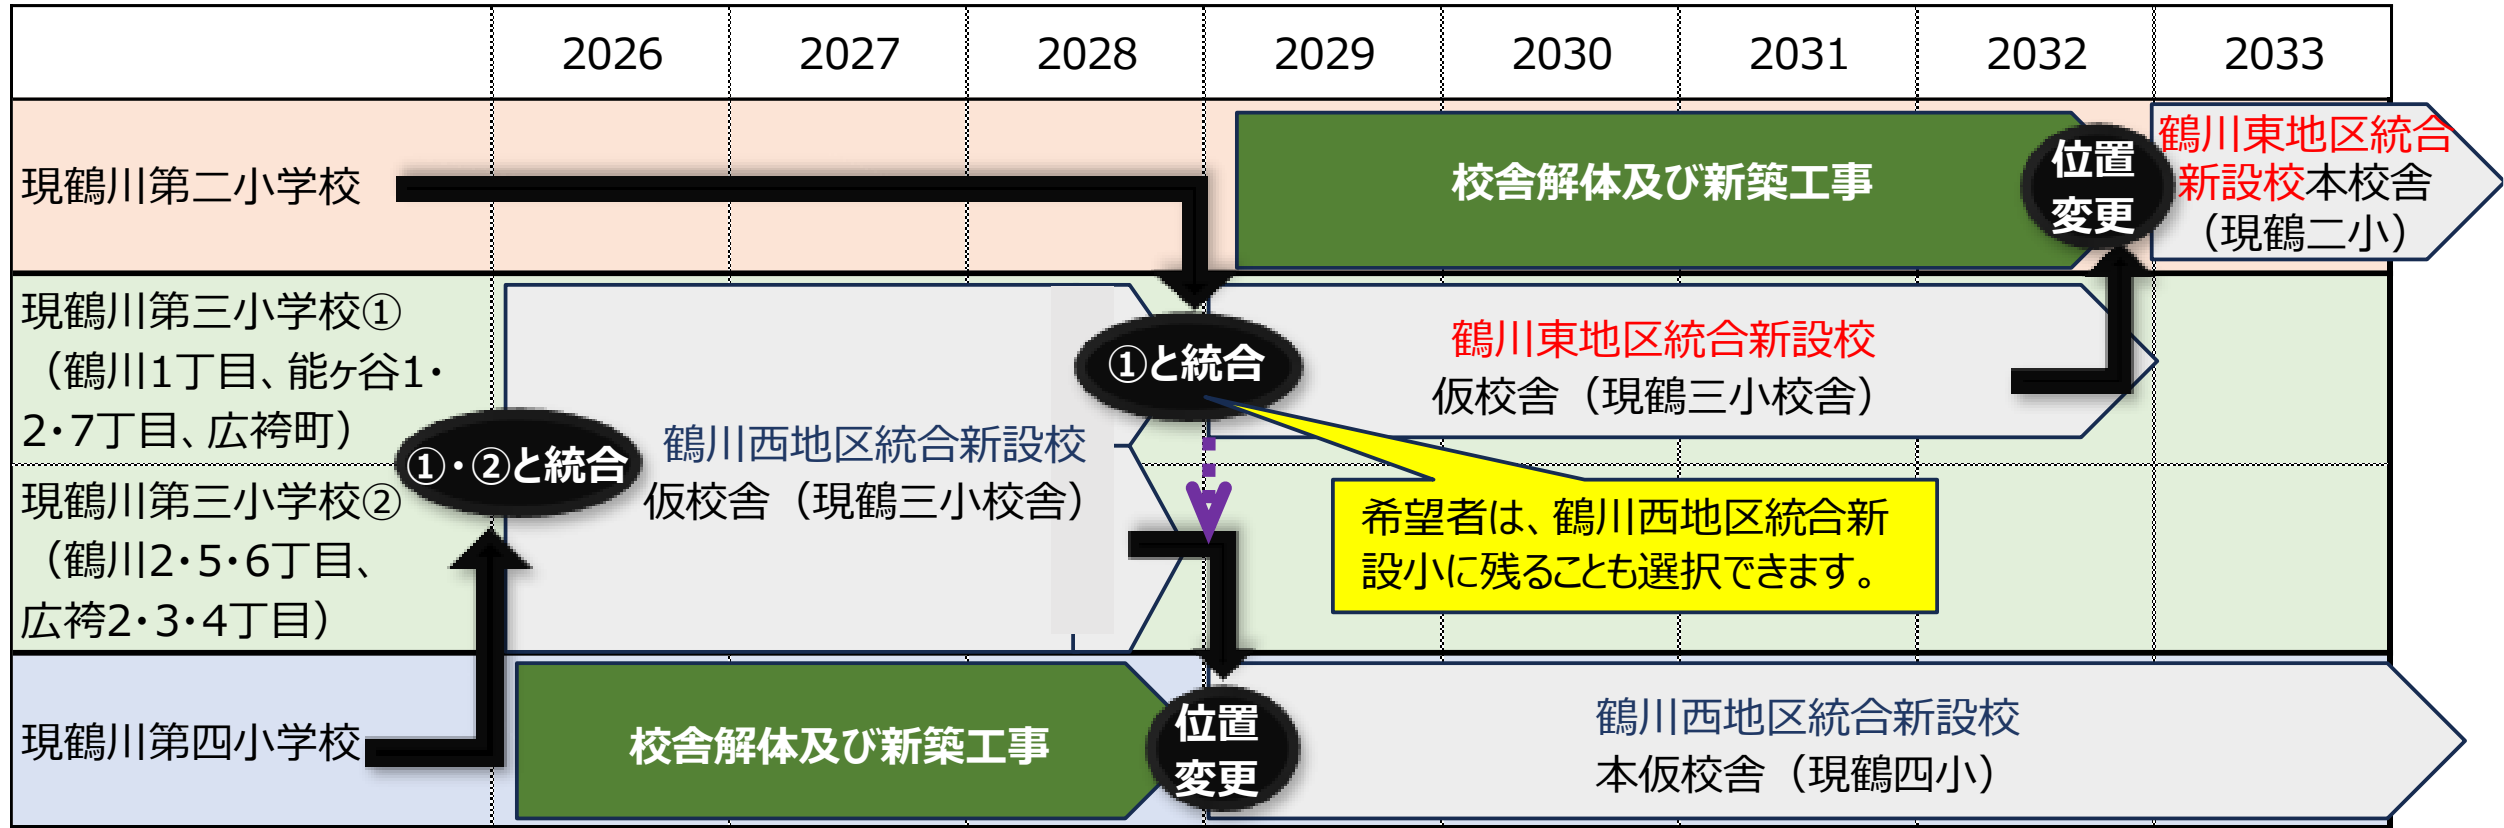 2026 2027 2028 2029 2030 2031 2032 2033
現鶴川第二小学校
校舎解体及び新築工事
位置
変更
鶴川東地区統合
新設校本校舎
（現鶴二小）
現鶴川第三小学校①
（鶴川1丁目、能ヶ谷1・
2・7丁目、広袴町）
①と統合
鶴川東地区統合新設校
仮校舎（現鶴三小校舎）
①・②と統合
鶴川西地区統合新設校
仮校舎（現鶴三小校舎）
現鶴川第三小学校②
（鶴川2・5・6丁目、
広袴2・3・4丁目）
希望者は、鶴川西地区統合新
設小に残ることも選択できます。
現鶴川第四小学校
校舎解体及び新築工事
位置
変更
鶴川西地区統合新設校
本仮校舎（現鶴四小）